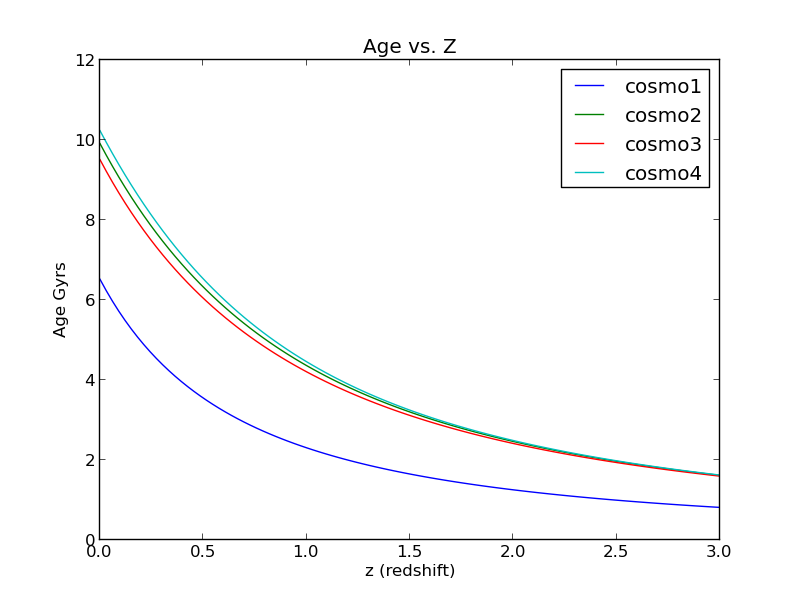 Age vs. Z
12
10
8
6
4
2
0
Age Gyrs
cosmo1
cosmo2
cosmo3
cosmo4
0.0 0.5 1.0 1.5 2.0 2.5 3.0
z (redshift)